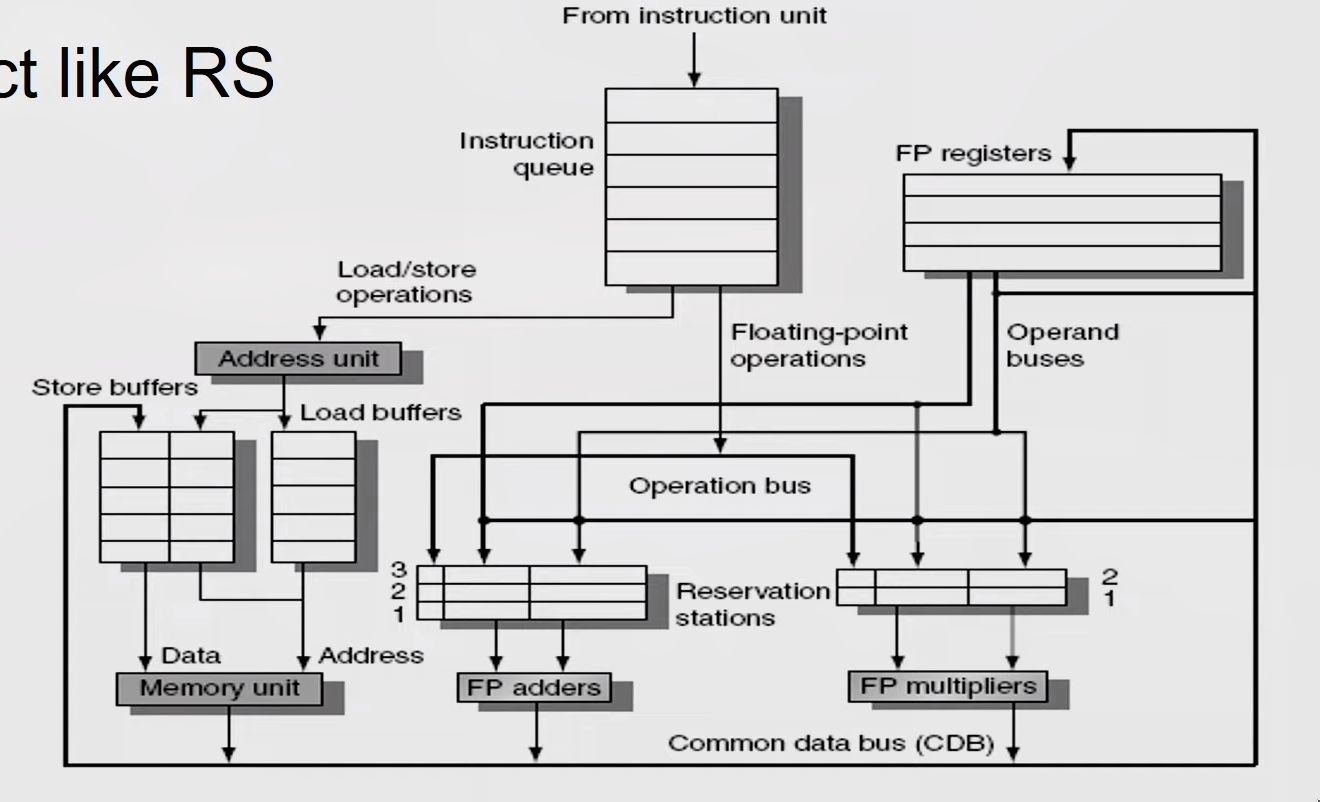 From instruction unit
ct like RS
Instruction
queue
FP registers
Load/store
operations
Floating-point
operations
Operand
buses
Address unit
Store buffers
Load buffers
Operation bus
3
2
1
Reservation
stations
2
1
Data
Address
Memory unit
FP adders
FP multipliers
Common data bus (CDB)